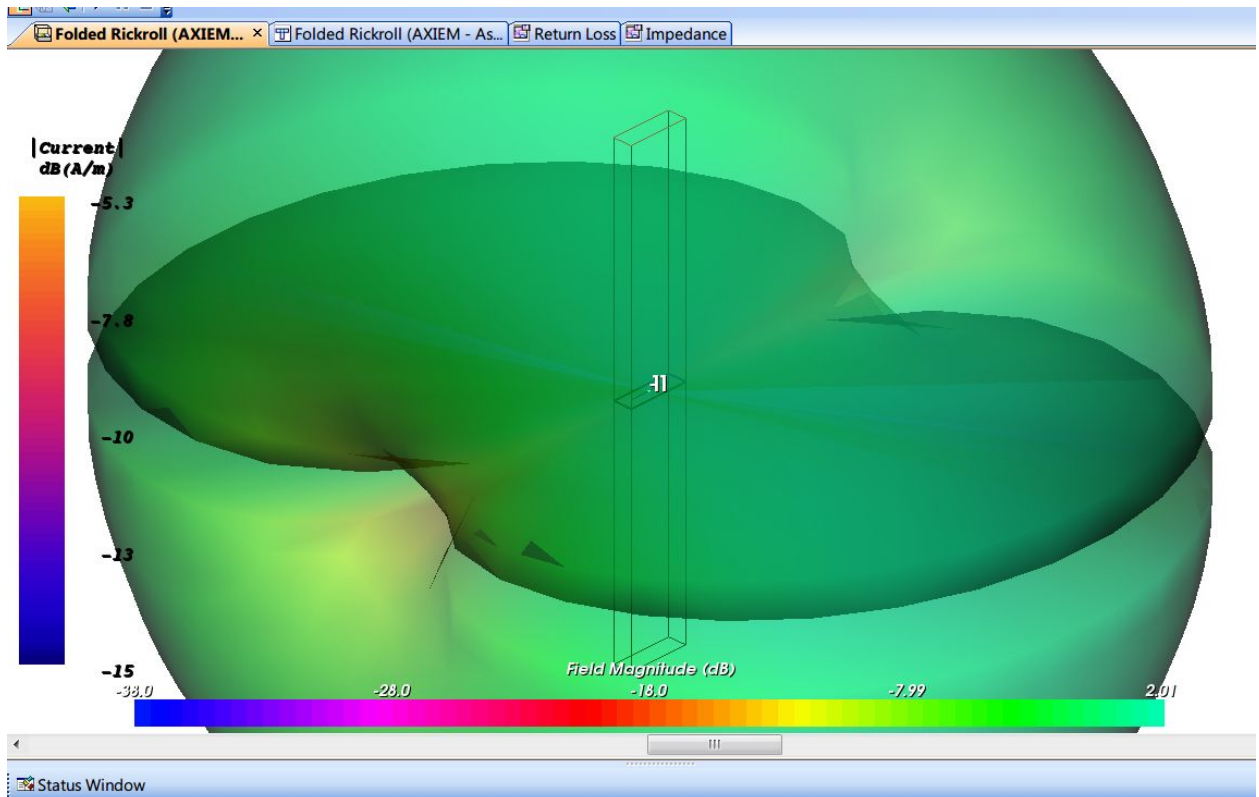 Folded Rickroll (AXIEM... × Folded Rickroll (AXIEM - As... Return Loss Impedance
|Current|
dB(A/m)
-5.3
-7.8
-10
-13
-15
Field Magnitude (dB)
-38.0 -28.0 -18.0 -7.99 2.01
Status Window